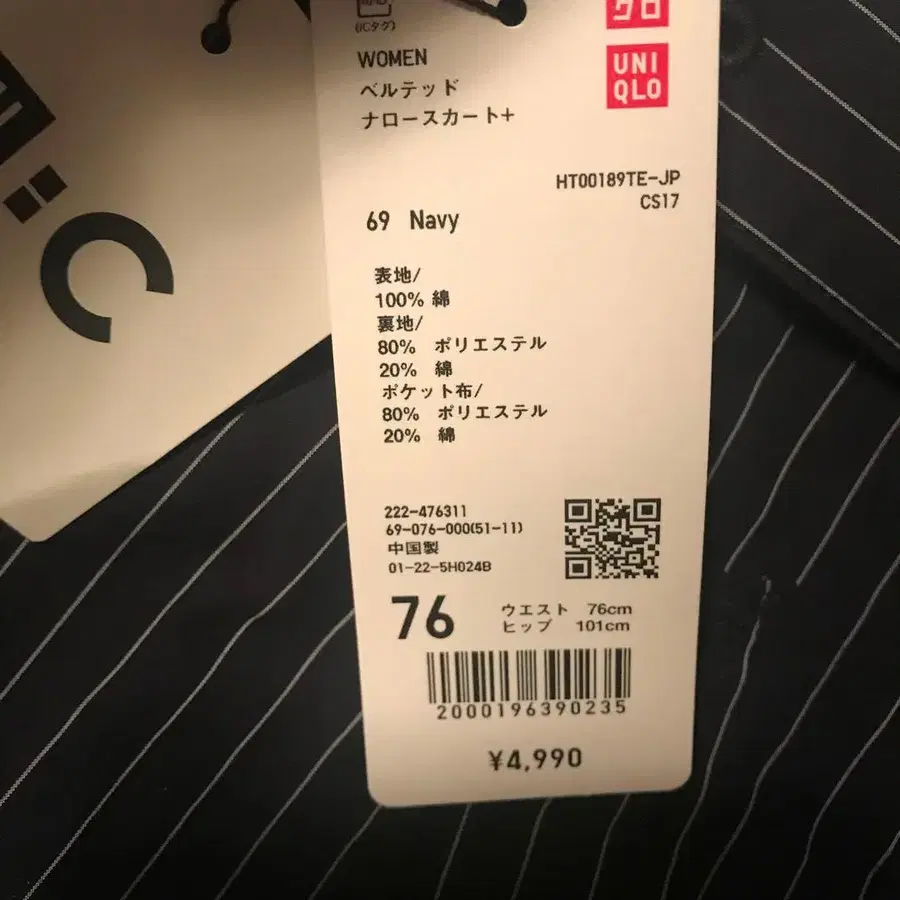 (ICタグ)
WOMEN
ベルテッド
ナロースカート+
クロ
UNI
QLO
HT00189TE-JP
CS17
69 Navy
表地/
100% 綿
裏地/
80% ポリエステル
20% 綿
ポケット布/
80% ポリエステル
20% 綿
222-476311
69-076-000(51-11)
中国製
01-22-5H024B
76
ウエスト 76cm
ヒップ 101cm
2000196390235
¥4,990
: C